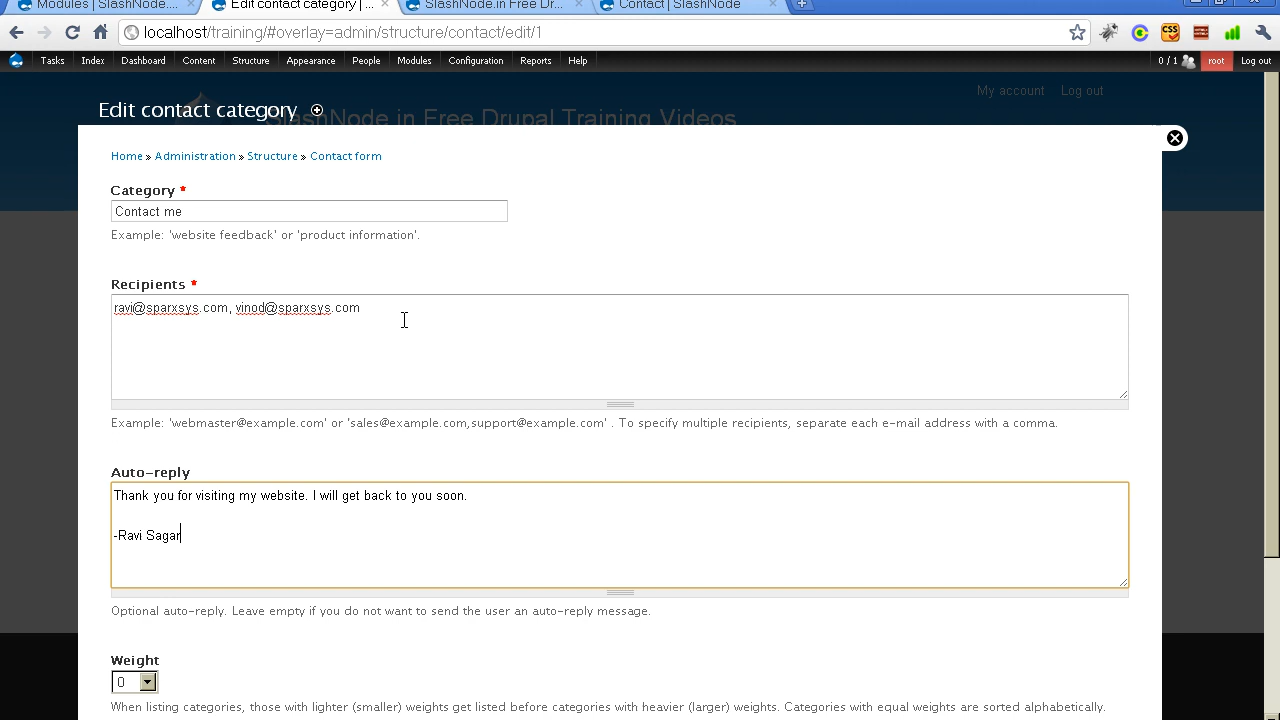 Modules | SlashNode....
Edit contact category | ...
SlashNode in Free Dr...
Contact | SlashNode
localhost/training/#overlay=admin/structure/contact/edit/1
Tasks Index Dashboard Content Structure Appearance People Modules Configuration Reports Help 0 / 1 root Log out
My account Log out
SlashNode in Free Drupal Training Videos
Edit contact category
Home » Administration » Structure » Contact form
Category *
Contact me
Example: 'website feedback' or 'product information'.
Recipients *
ravi@sparxsys.com, vinod@sparxsys.com
Example: 'webmaster@example.com' or 'sales@example.com,support@example.com' . To specify multiple recipients, separate each e-mail address with a comma.
Auto-reply
Thank you for visiting my website. I will get back to you soon.
-Ravi Sagar
Optional auto-reply. Leave empty if you do not want to send the user an auto-reply message.
Weight
0
When listing categories, those with lighter (smaller) weights get listed before categories with heavier (larger) weights. Categories with equal weights are sorted alphabetically.